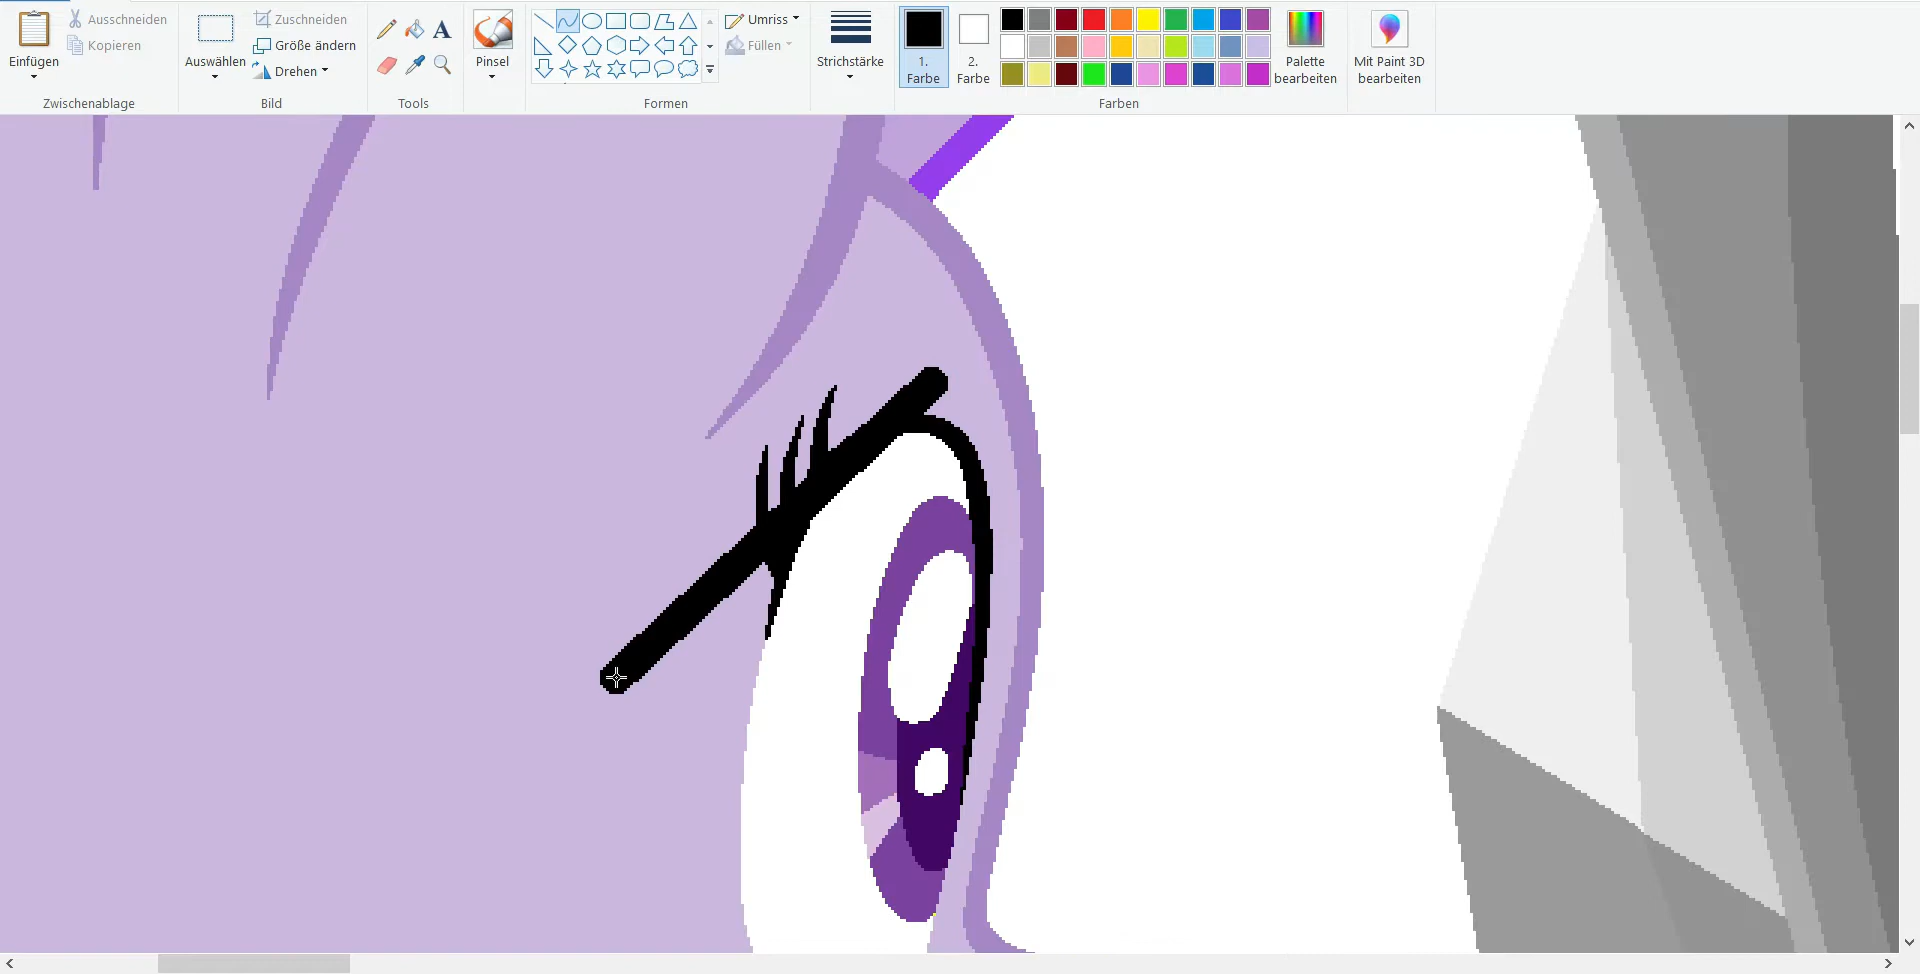 Einfügen
Ausschneiden
Kopieren
Zwischenablage
Auswählen
Zuschneiden
Größe ändern
Drehen
Bild
A
Tools
Pinsel
Umriss
Füllen
Formen
Strichstärke
1.
Farbe
2.
Farbe
Palette
bearbeiten
Farben
Mit Paint 3D
bearbeiten